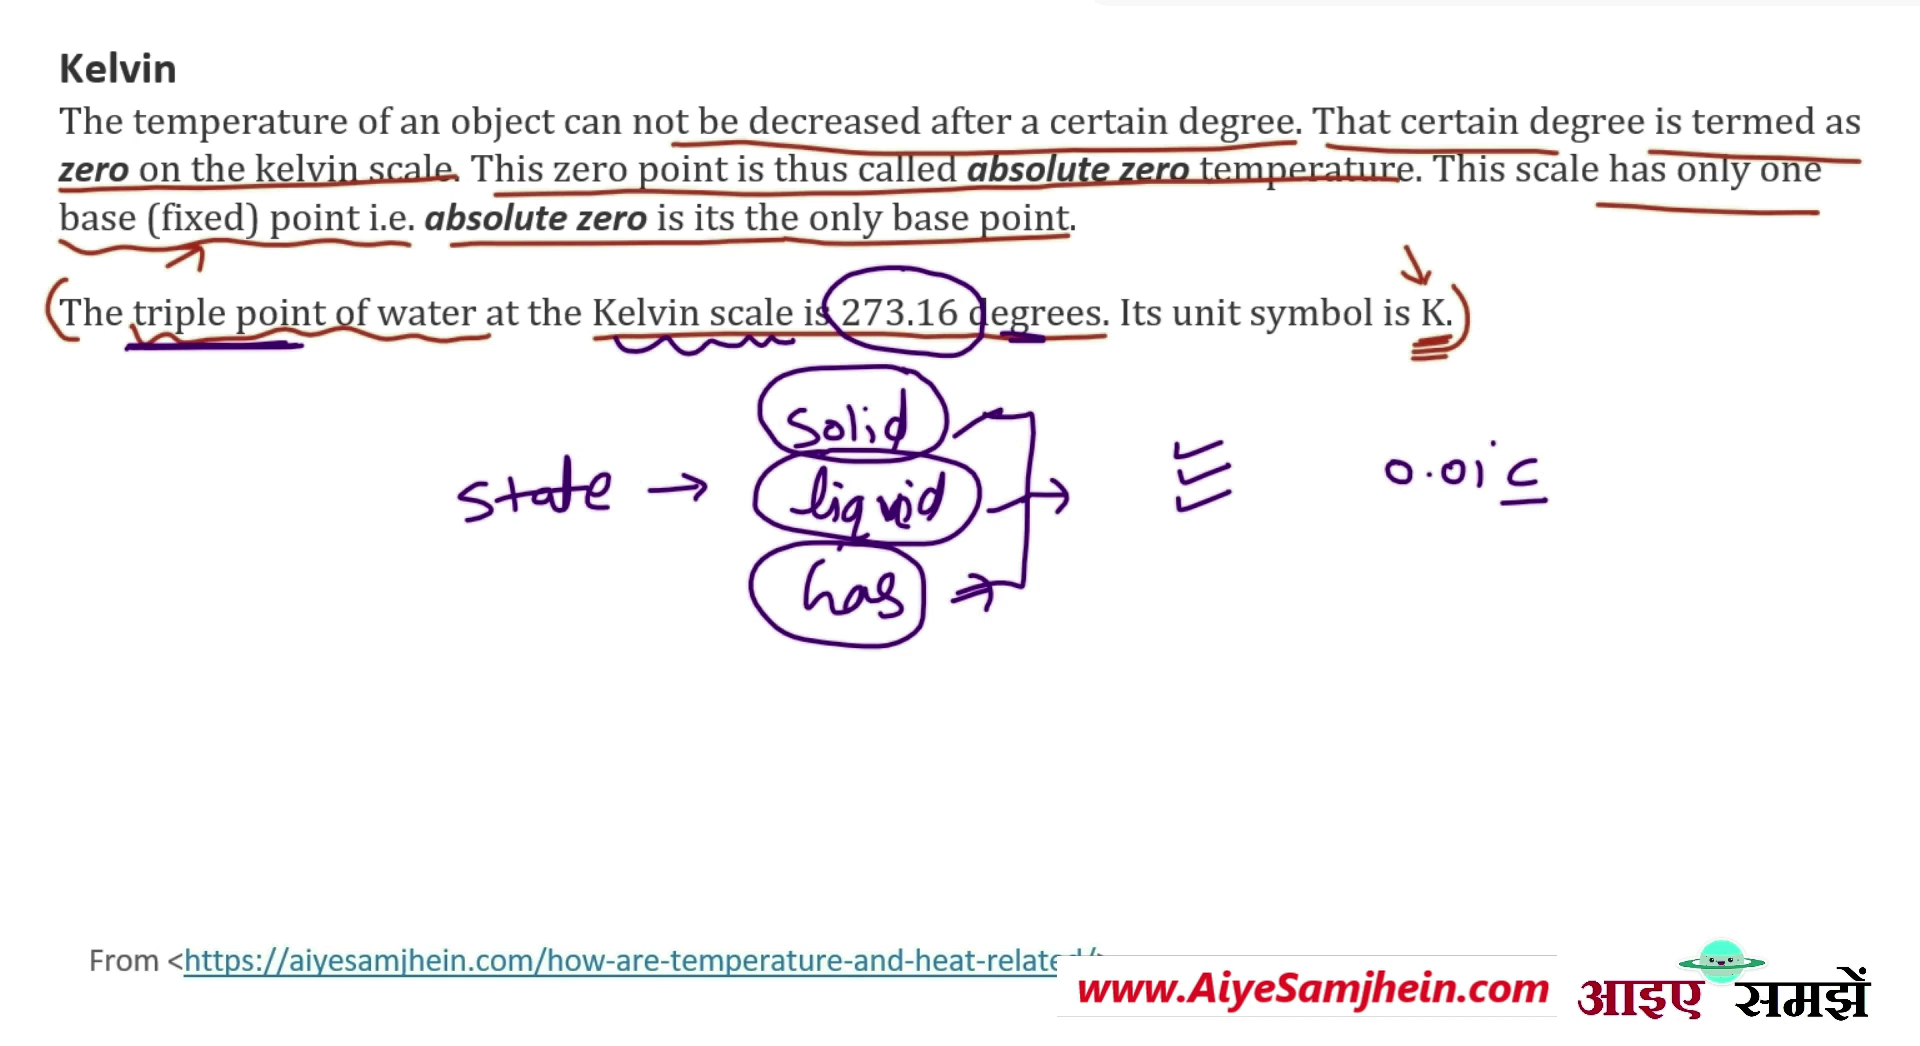 Kelvin
The temperature of an object can not be decreased after a certain degree. That certain degree is termed as
zero on the kelvin scale. This zero point is thus called absolute zero temperature. This scale has only one
base (fixed) point i.e. absolute zero is its the only base point.
(The triple point of water at the Kelvin scale is 273.16 degrees. Its unit symbol is K.)
solid
state → liquid
gas
0.01°C
From <https://aiyesamjhein.com/how-are-temperature-and-heat-related/>
www.AiyeSamjhein.com
आइए समझें